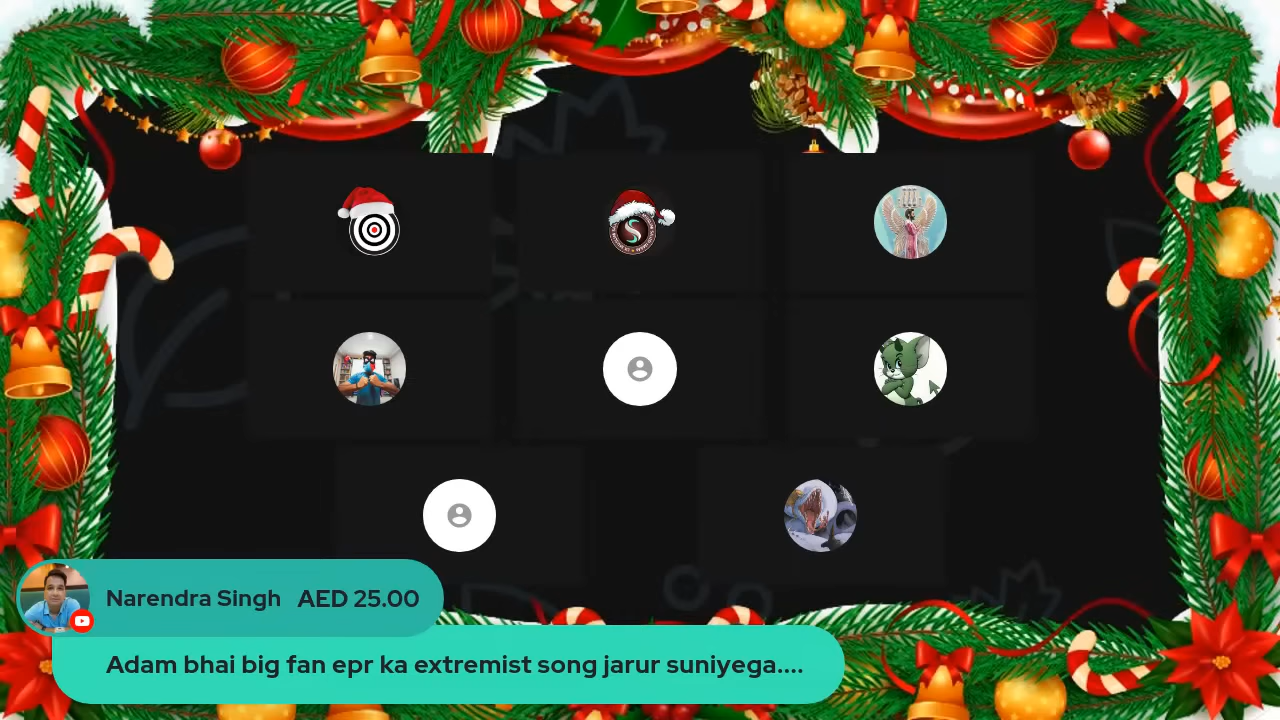 Narendra Singh AED 25.00
Adam bhai big fan epr ka extremist song jarur suniyega....